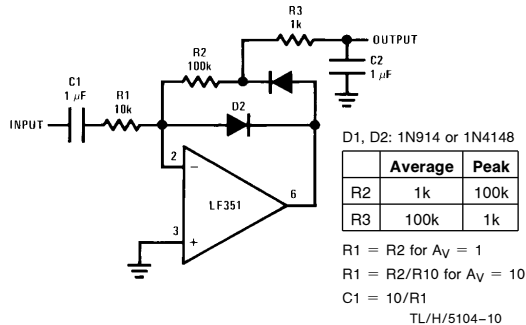 R3
1k
OUTPUT
R2
100k
C2
1 μF
C1
1 μF
R1
10k
INPUT
D2
2
−
LF351
6
3
+
D1, D2: 1N914 or 1N4148
Average Peak
R2 1k 100k
R3 100k 1k
R1 = R2 for AV = 1
R1 = R2/R10 for AV = 10
C1 = 10/R1
TL/H/5104–10